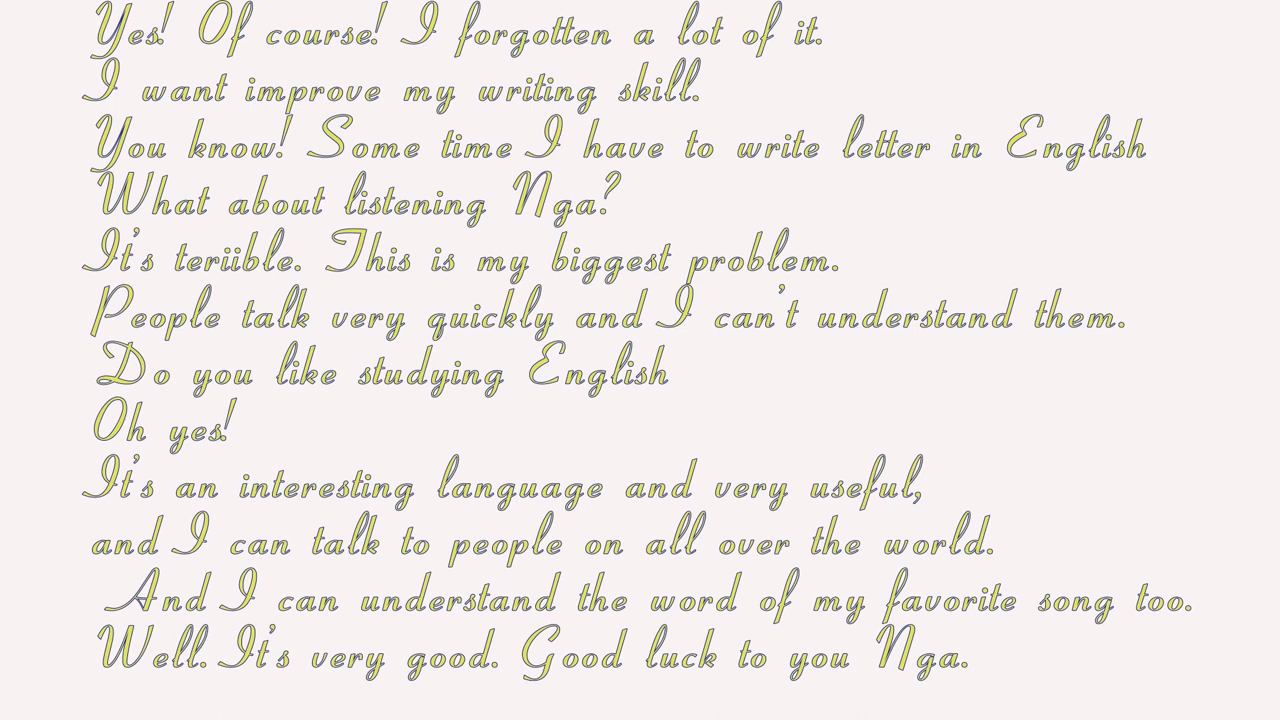 Yes! Of course! I forgotten a lot of it.
I want improve my writing skill.
You know! Some time I have to write letter in English
What about listening Nga?
It's teriible. This is my biggest problem.
People talk very quickly and I can't understand them.
Do you like studying English
Oh yes!
It's an interesting language and very useful,
and I can talk to people on all over the world.
And I can understand the word of my favorite song too.
Well. It's very good. Good luck to you Nga.